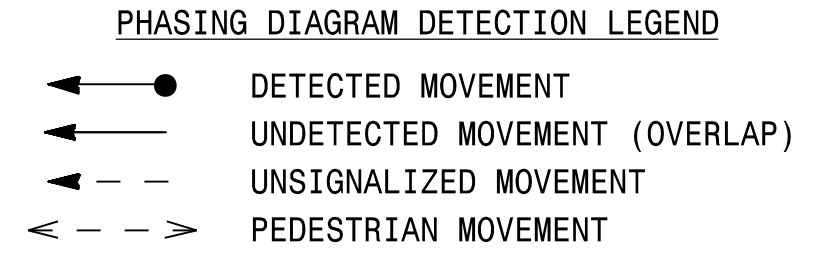 PHASING DIAGRAM DETECTION LEGEND
DETECTED MOVEMENT
UNDETECTED MOVEMENT (OVERLAP)
UNSIGNALIZED MOVEMENT
PEDESTRIAN MOVEMENT